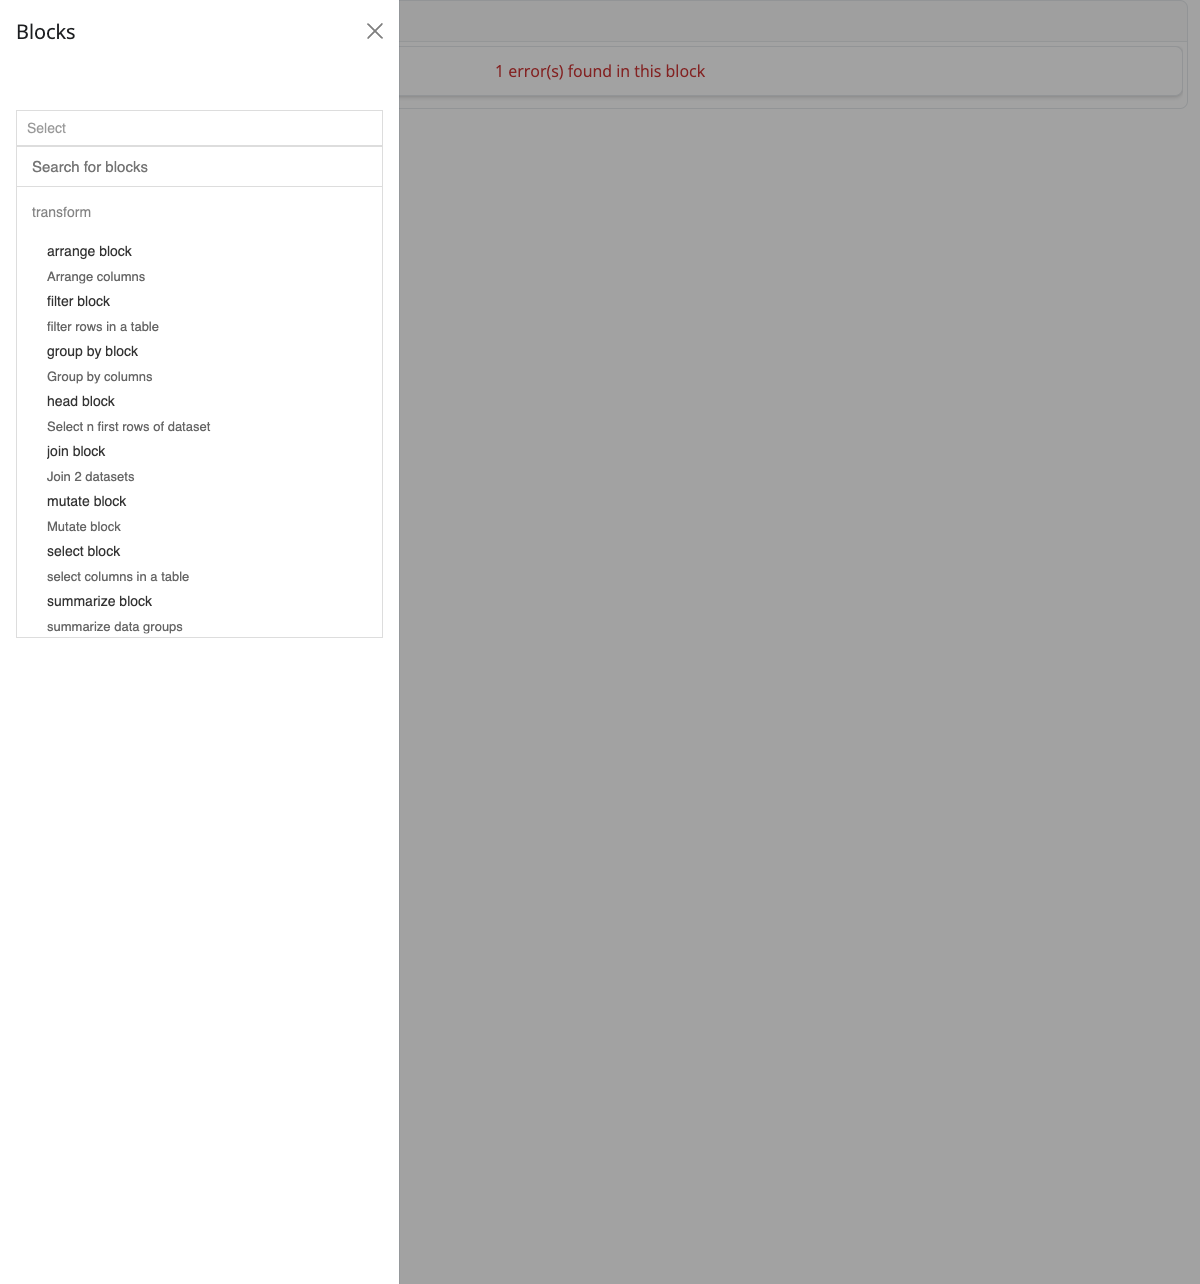 Blocks
1 error(s) found in this block
Select
Search for blocks
transform
arrange block
Arrange columns
filter block
filter rows in a table
group by block
Group by columns
head block
Select n first rows of dataset
join block
Join 2 datasets
mutate block
Mutate block
select block
select columns in a table
summarize block
summarize data groups